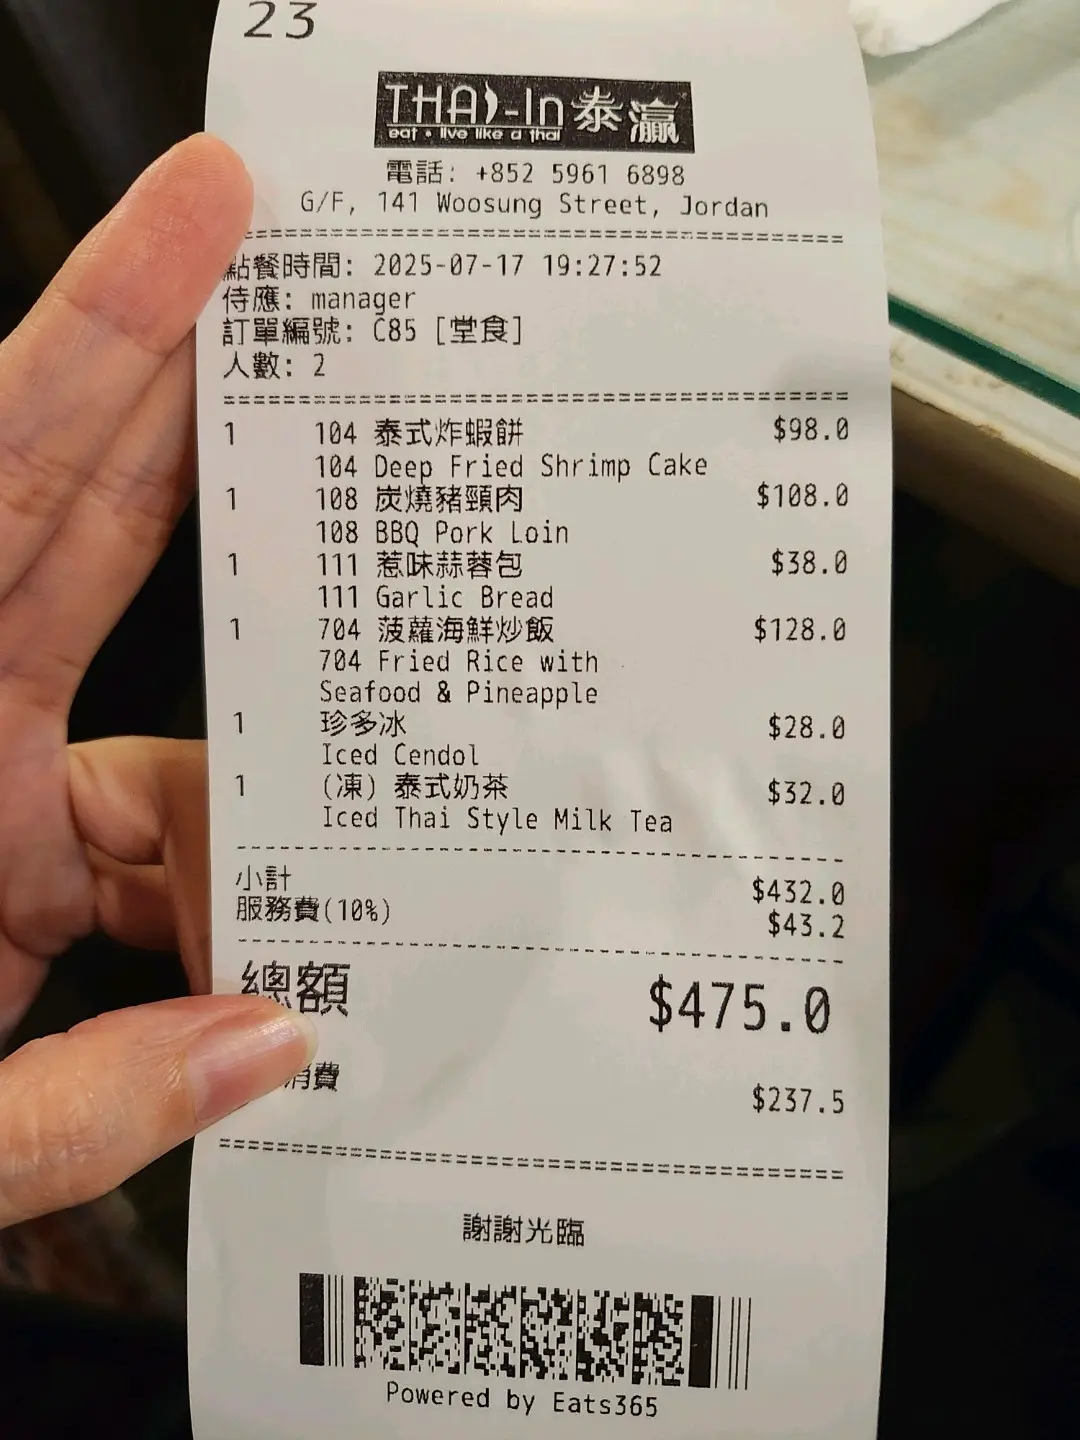 23
THAI-In 泰瀛
eat • live like a thai
電話: +852 5961 6898
G/F, 141 Woosung Street, Jordan
點餐時間: 2025-07-17 19:27:52
侍應: manager
訂單編號: C85 [堂食]
人數: 2
1 104 泰式炸蝦餅 $98.0
104 Deep Fried Shrimp Cake
1 108 炭燒豬頸肉 $108.0
108 BBQ Pork Loin
1 111 惹味蒜蓉包 $38.0
111 Garlic Bread
1 704 菠蘿海鮮炒飯 $128.0
704 Fried Rice with
Seafood & Pineapple
1 珍多冰 $28.0
Iced Cendol
1 (凍) 泰式奶茶 $32.0
Iced Thai Style Milk Tea
小計 $432.0
服務費(10%) $43.2
總額 $475.0
消費 $237.5
謝謝光臨
Powered by Eats365